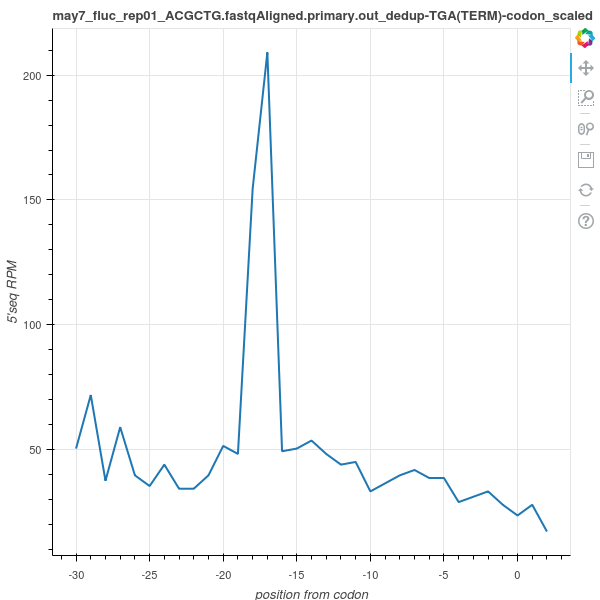 may7_fluc_rep01_ACGCTG.fastqAligned.primary.out_dedup-TGA(TERM)-codon_scaled
200
150
100
50
5'seq RPM
-30 -25 -20 -15 -10 -5 0
position from codon